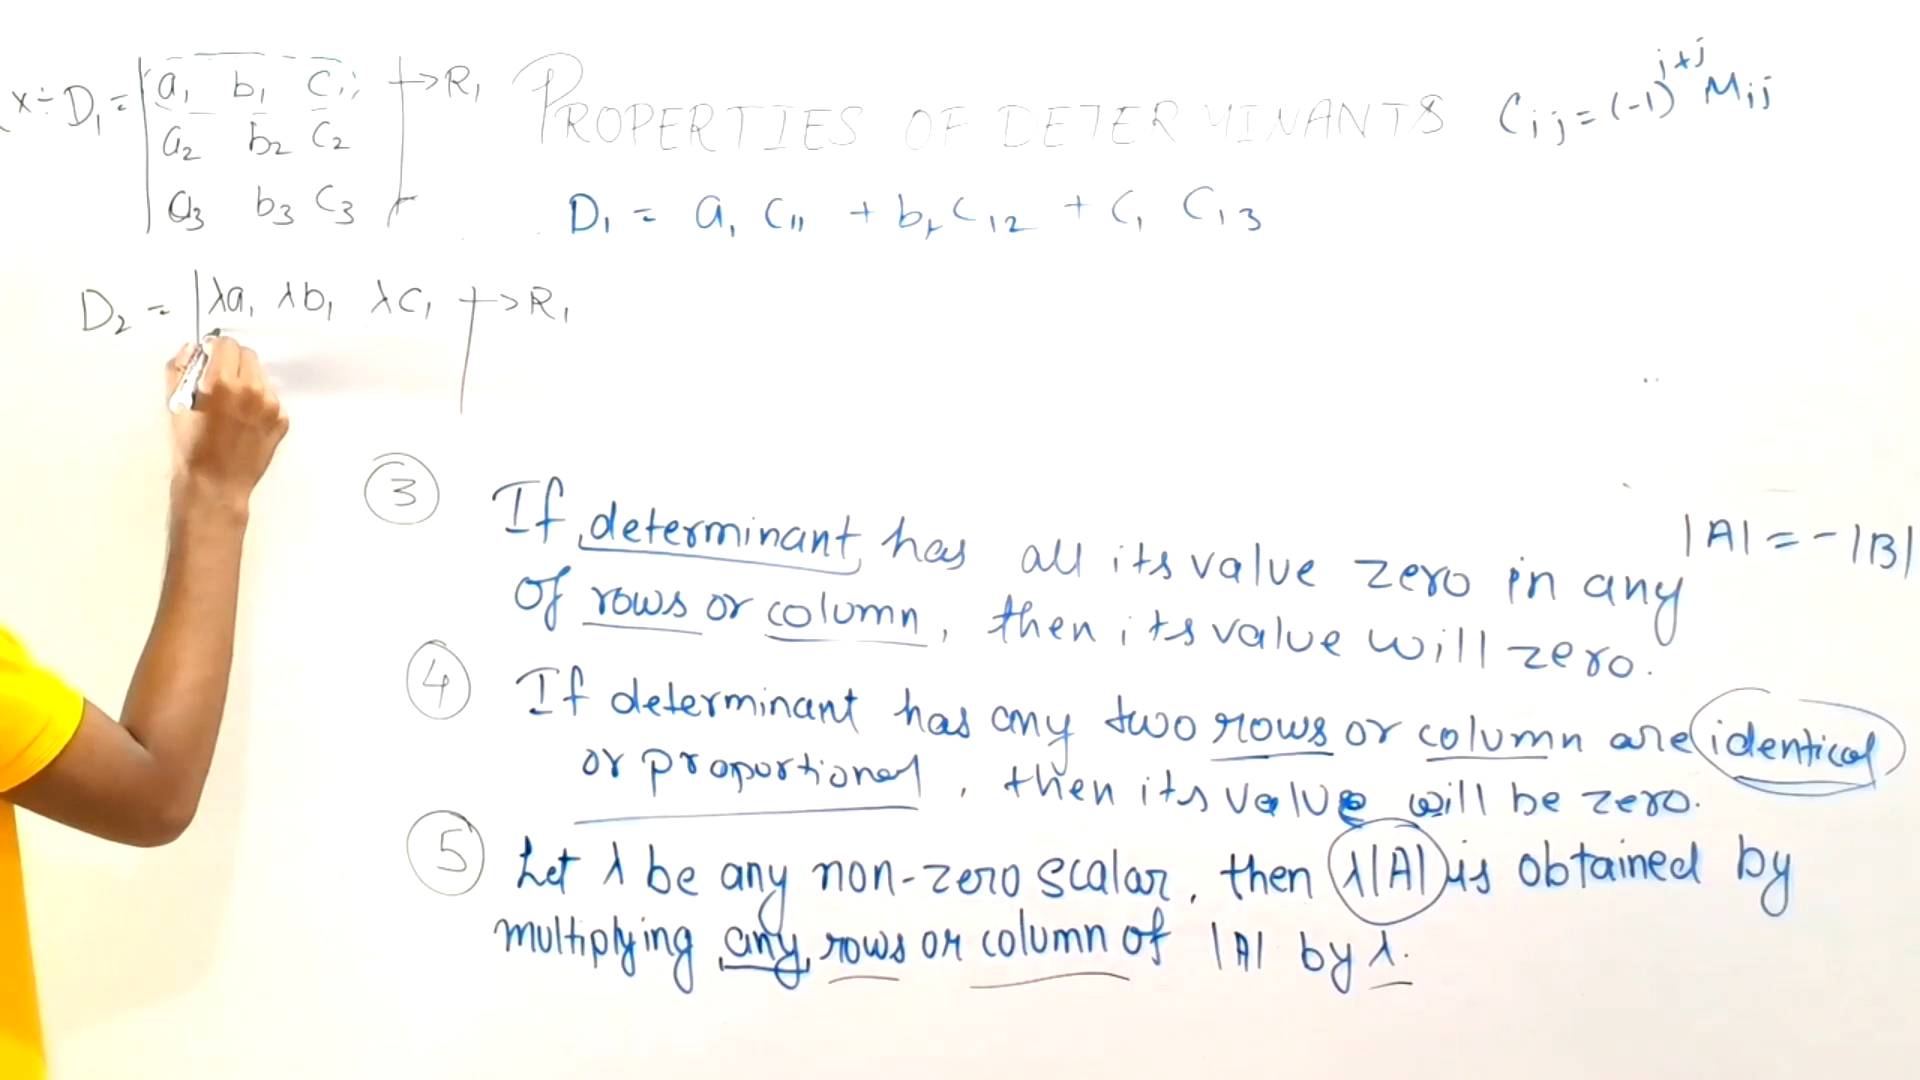 x÷ D₁ = | a₁ b₁ c₁ | → R₁
a₂ b₂ c₂
a₃ b₃ c₃
PROPERTIES OF DETERMINANTS
Cij = (-1)^j+j Mij
D₁ = a₁ C₁₁ + b₁ C₁₂ + C₁ C₁₃
D₂ = | λa₁ λb₁ λc₁ | → R₁
③ If determinant has all its value zero in any
of rows or column, then its value will zero.
|A| = -|B|
④ If determinant has any two rows or column are identical
or proportional, then its value will be zero.
⑤ Let λ be any non-zero scalar, then λ|A| is obtained by
multiplying any rows or column of |A| by λ.